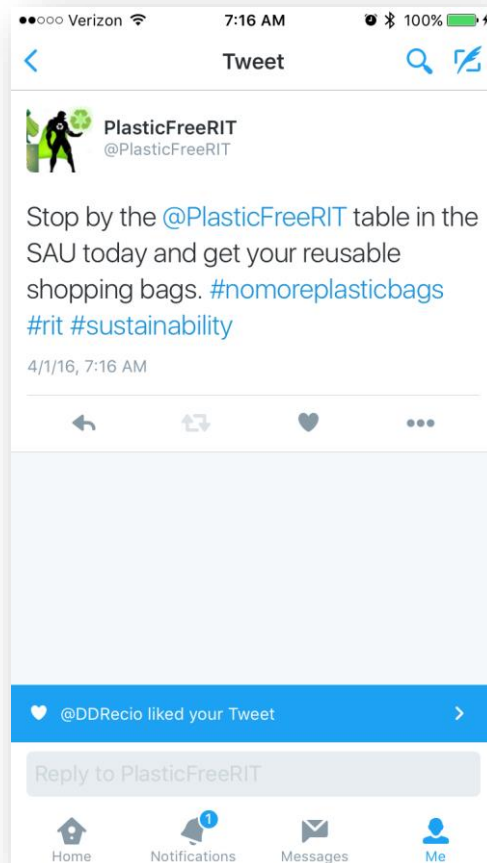 Verizon 7:16 AM 100%
Tweet
PlasticFreeRIT
@PlasticFreeRIT
Stop by the @PlasticFreeRIT table in the
SAU today and get your reusable
shopping bags. #nomoreplasticbags
#rit #sustainability
4/1/16, 7:16 AM
@DDRecio liked your Tweet
Reply to PlasticFreeRIT
1
Home Notifications Messages Me